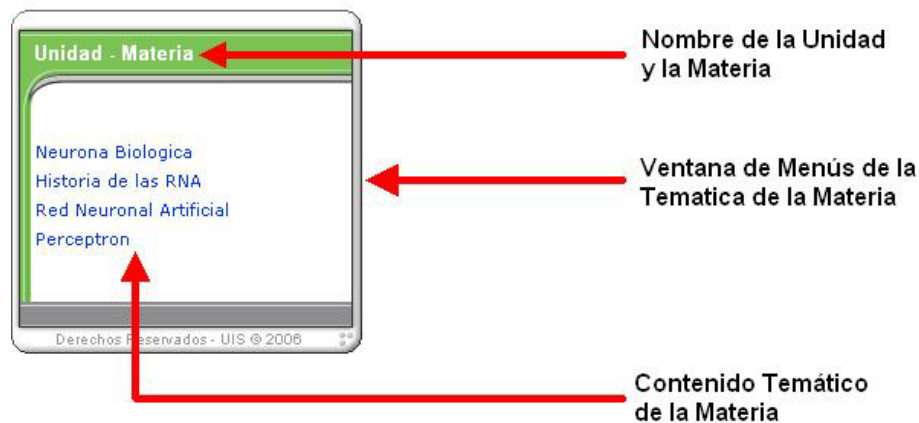 Unidad - Materia
Nombre de la Unidad
y la Materia
Neurona Biologica
Historia de las RNA
Red Neuronal Artificial
Perceptron
Ventana de Menús de la
Tematica de la Materia
Derechos Reservados - UIS © 2006
Contenido Temático
de la Materia